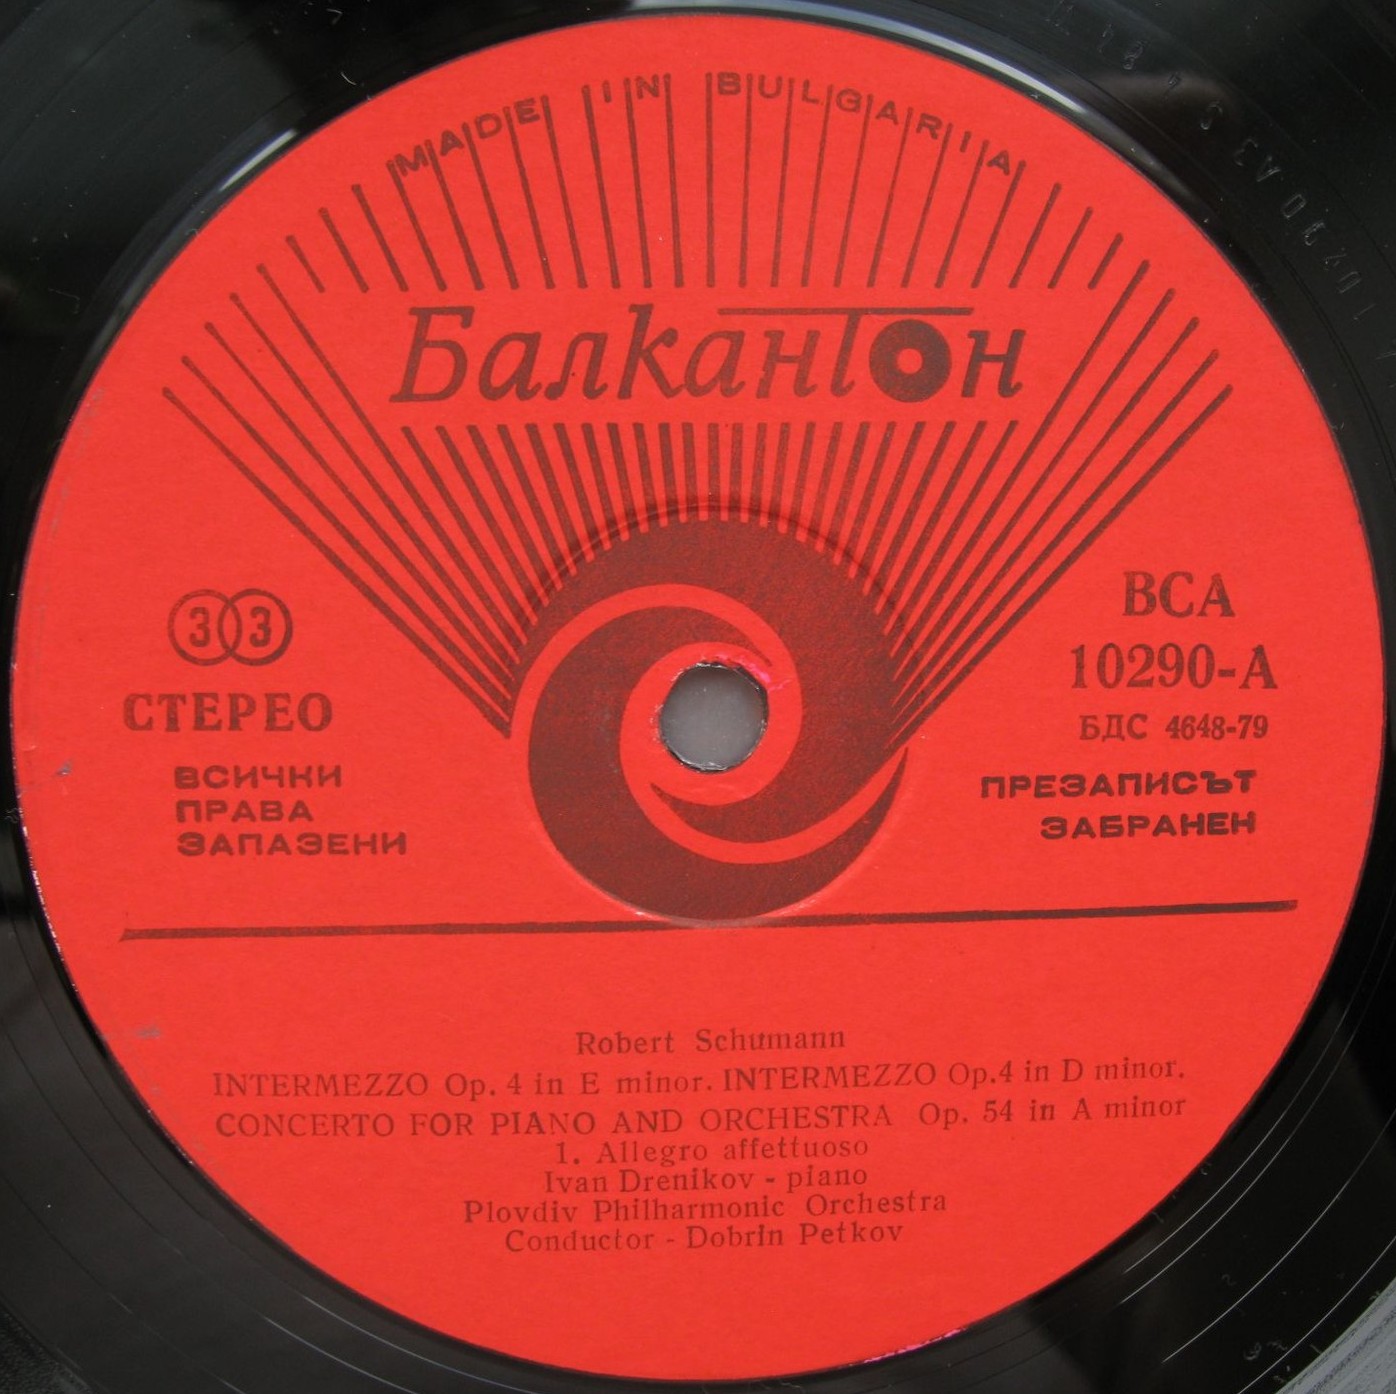 MADE IN BULGARIA
Балкантон
33
СТЕРЕО
ВСИЧКИ
ПРАВА
ЗАПАЗЕНИ
ВСА
10290-А
БДС 4648-79
ПРЕЗАПИСЪТ
ЗАБРАНЕН
Robert Schumann
INTERMEZZO Op. 4 in E minor. INTERMEZZO Op.4 in D minor.
CONCERTO FOR PIANO AND ORCHESTRA Op. 54 in A minor
1. Allegro affettuoso
Ivan Drenikov - piano
Plovdiv Philharmonic Orchestra
Conductor - Dobrin Petkov